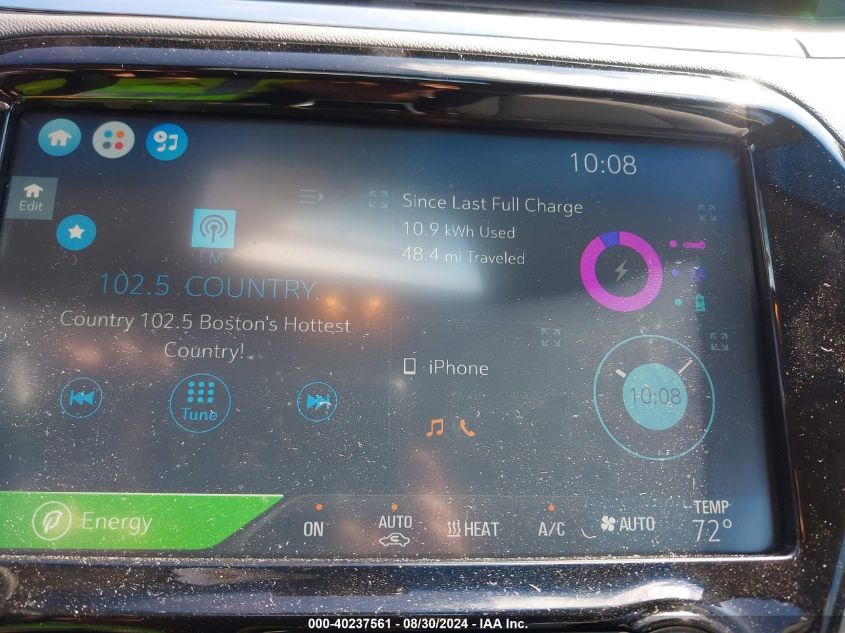 10:08
Edit
Since Last Full Charge
10.9 kWh Used
48.4 mi Traveled
FM
102.5 COUNTRY
Country 102.5 Boston's Hottest
Country!
iPhone
10:08
Tune
Energy
ON
AUTO
HEAT
A/C
AUTO
TEMP
72°
000-40237561 - 08/30/2024 - IAA Inc.